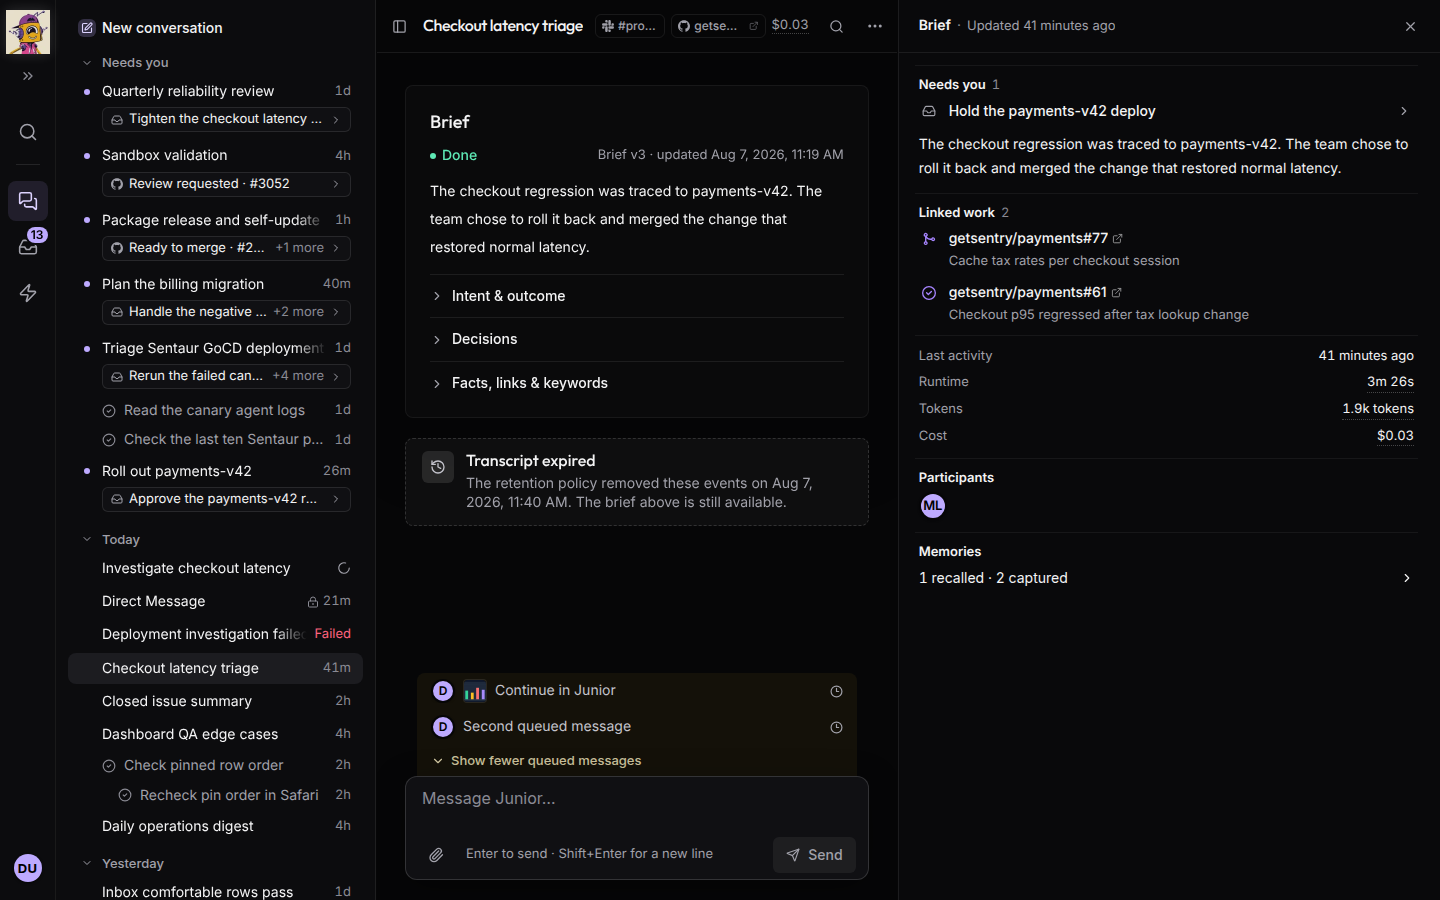 New conversation
Needs you
Quarterly reliability review 1d
Tighten the checkout latency ...
Sandbox validation 4h
Review requested · #3052
Package release and self-update 1h
Ready to merge · #2... +1 more
Plan the billing migration 40m
Handle the negative ... +2 more
Triage Sentaur GoCD deployment 1d
Rerun the failed can... +4 more
Read the canary agent logs 1d
Check the last ten Sentaur p... 1d
Roll out payments-v42 26m
Approve the payments-v42 r...
Today
Investigate checkout latency
Direct Message 21m
Deployment investigation failed Failed
Checkout latency triage 41m
Closed issue summary 2h
Dashboard QA edge cases 4h
Check pinned row order 2h
Recheck pin order in Safari 2h
Daily operations digest 4h
Yesterday
Inbox comfortable rows pass 1d
13
DU
Checkout latency triage #pro... getse... $0.03
Brief
Done Brief v3 · updated Aug 7, 2026, 11:19 AM
The checkout regression was traced to payments-v42. The
team chose to roll it back and merged the change that
restored normal latency.
Intent & outcome
Decisions
Facts, links & keywords
Transcript expired
The retention policy removed these events on Aug 7,
2026, 11:40 AM. The brief above is still available.
D Continue in Junior
D Second queued message
Show fewer queued messages
Message Junior...
Enter to send · Shift+Enter for a new line Send
Brief · Updated 41 minutes ago
Needs you 1
Hold the payments-v42 deploy
The checkout regression was traced to payments-v42. The team chose to
roll it back and merged the change that restored normal latency.
Linked work 2
getsentry/payments#77
Cache tax rates per checkout session
getsentry/payments#61
Checkout p95 regressed after tax lookup change
Last activity 41 minutes ago
Runtime 3m 26s
Tokens 1.9k tokens
Cost $0.03
Participants
ML
Memories
1 recalled · 2 captured